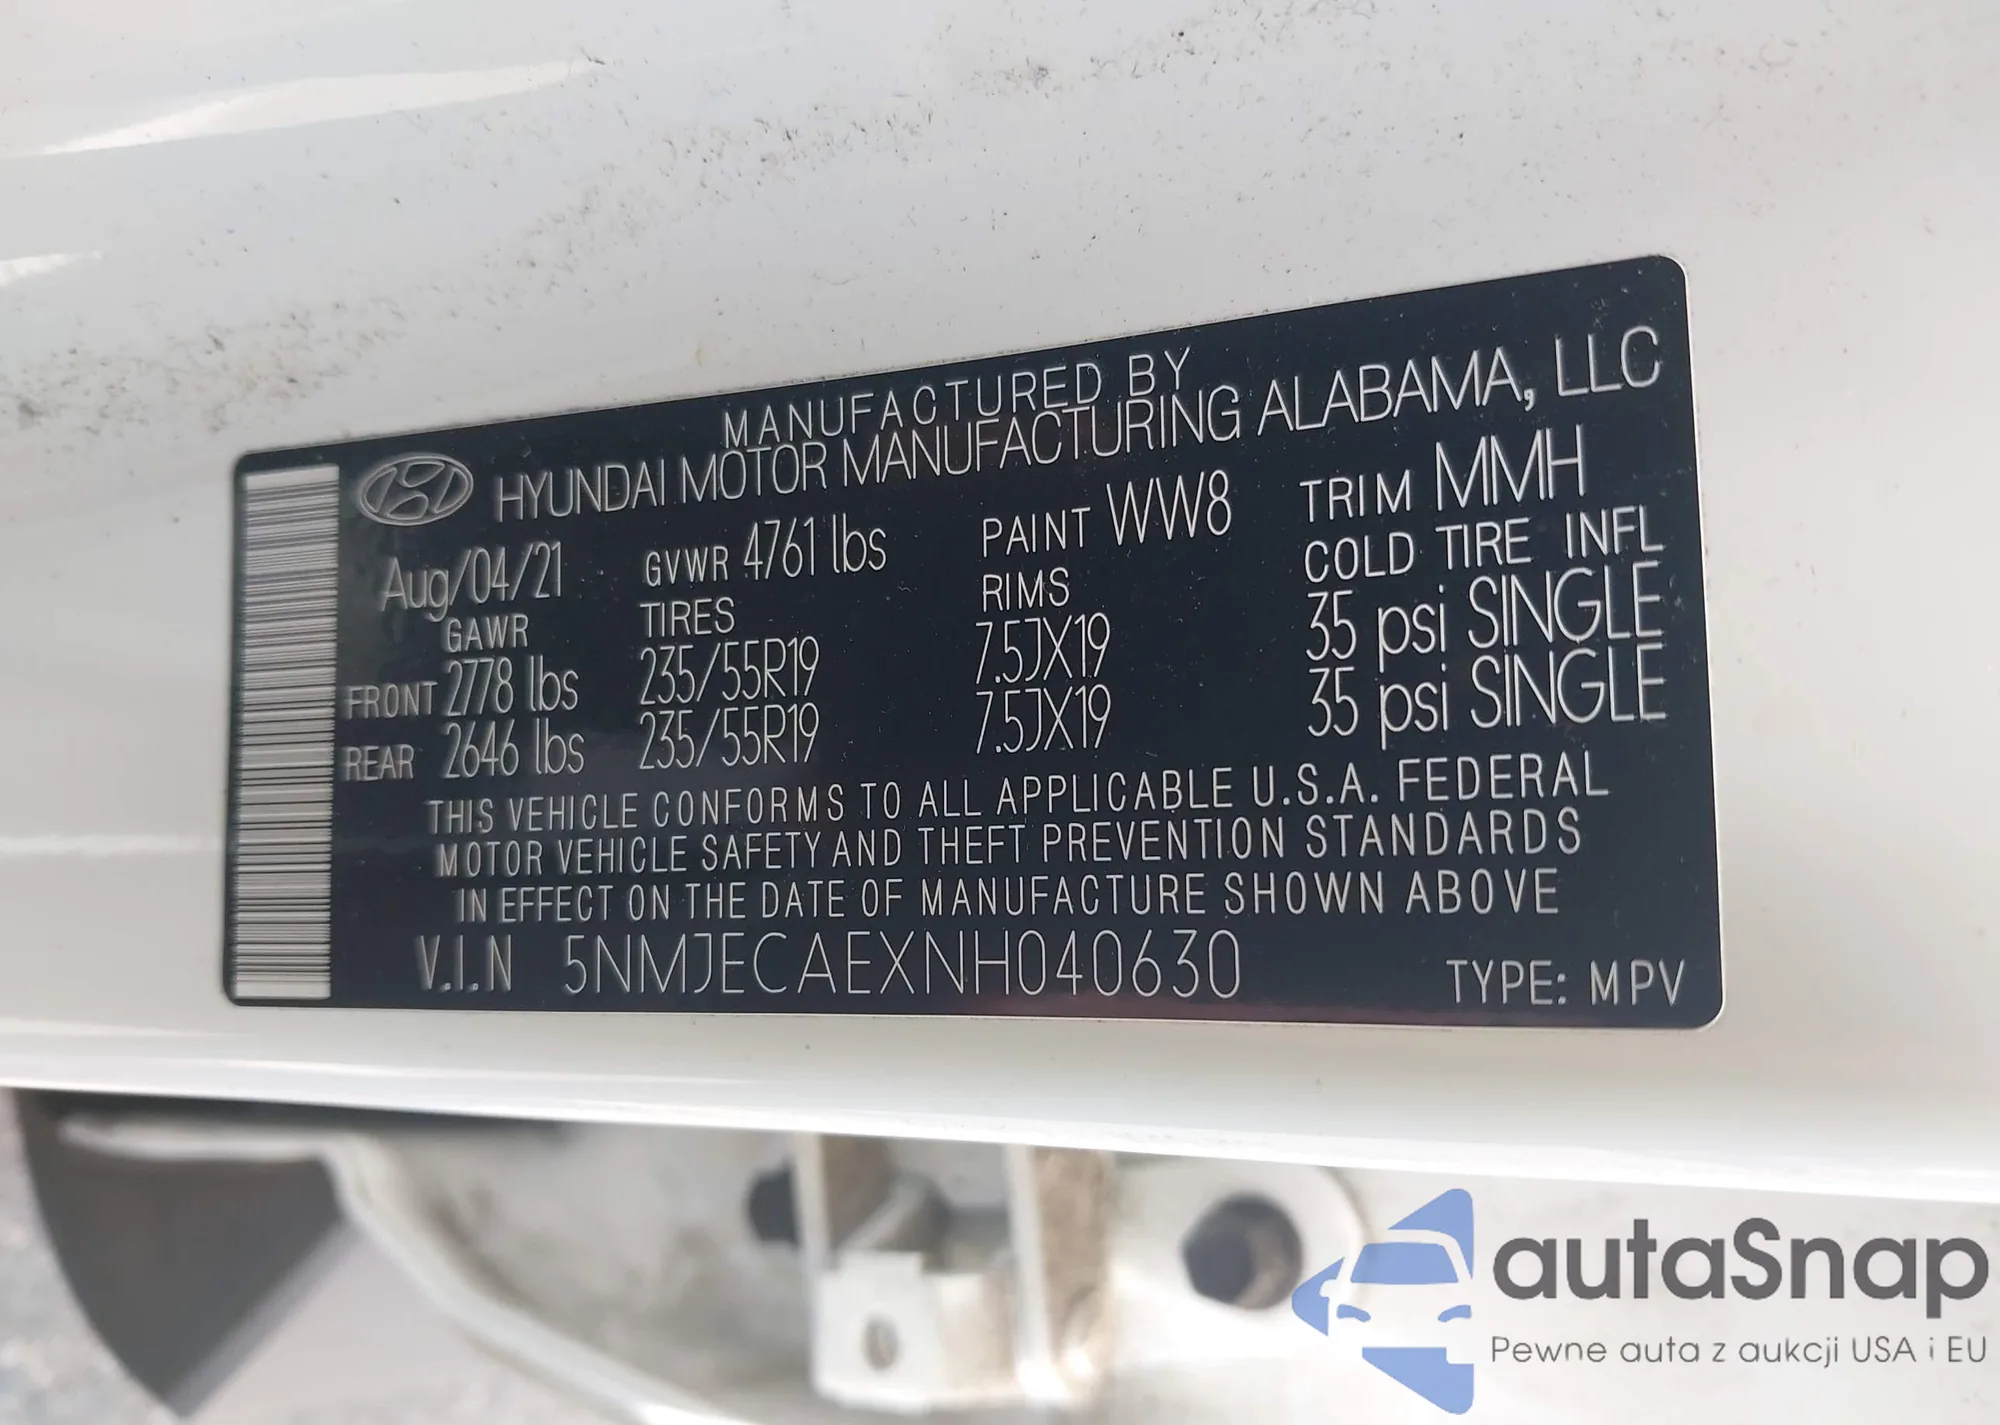 MANUFACTURED BY
HYUNDAI MOTOR MANUFACTURING ALABAMA, LLC
Aug/04/21 GVWR 4761 lbs PAINT WW8 TRIM MMH
GAWR TIRES RIMS COLD TIRE INFL
FRONT 2778 lbs 235/55R19 7.5JX19 35 psi SINGLE
REAR 2646 lbs 235/55R19 7.5JX19 35 psi SINGLE
THIS VEHICLE CONFORMS TO ALL APPLICABLE U.S.A. FEDERAL
MOTOR VEHICLE SAFETY AND THEFT PREVENTION STANDARDS
IN EFFECT ON THE DATE OF MANUFACTURE SHOWN ABOVE
V.I.N 5NMJECAEXNH040630 TYPE: MPV
autaSnap
Pewne auta z aukcji USA i EU